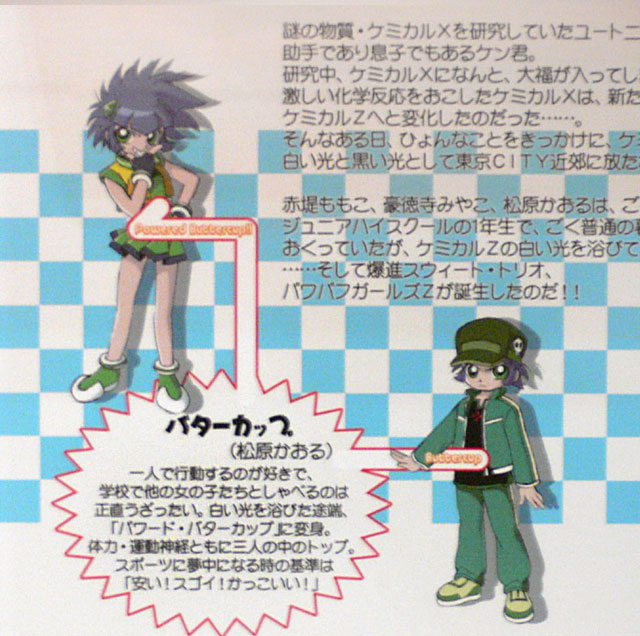 謎の物質・ケミカルXを研究していたユートニ
助手であり息子でもあるケン君。
研究中、ケミカルXになんと、大福が入ってし
激しい化学反応をおこしたケミカルXは、新た
ケミカルZへと変化したのだった……。
そんなある日、ひょんなことをきっかけに、ケ
白い光と黒い光として東京CITY近郊に放た
赤堤ももこ、豪徳寺みやこ、松原かおるは、ご
ジュニアハイスクールの1年生で、ごく普通の
おくっていたが、ケミカルZの白い光を浴びて
……そして爆進スウィート・トリオ、
パワパフガールズZが誕生したのだ!!
Powered Buttercup!!
バターカップ
(松原かおる)
一人で行動するのが好きで、
学校で他の女の子たちとしゃべるのは
正直うざったい。白い光を浴びた途端、
「パワード・バターカップ」に変身。
体力・運動神経ともに三人の中のトップ。
スポーツに夢中になる時の基準は
「安い!スゴイ!かっこいい!」
Buttercup